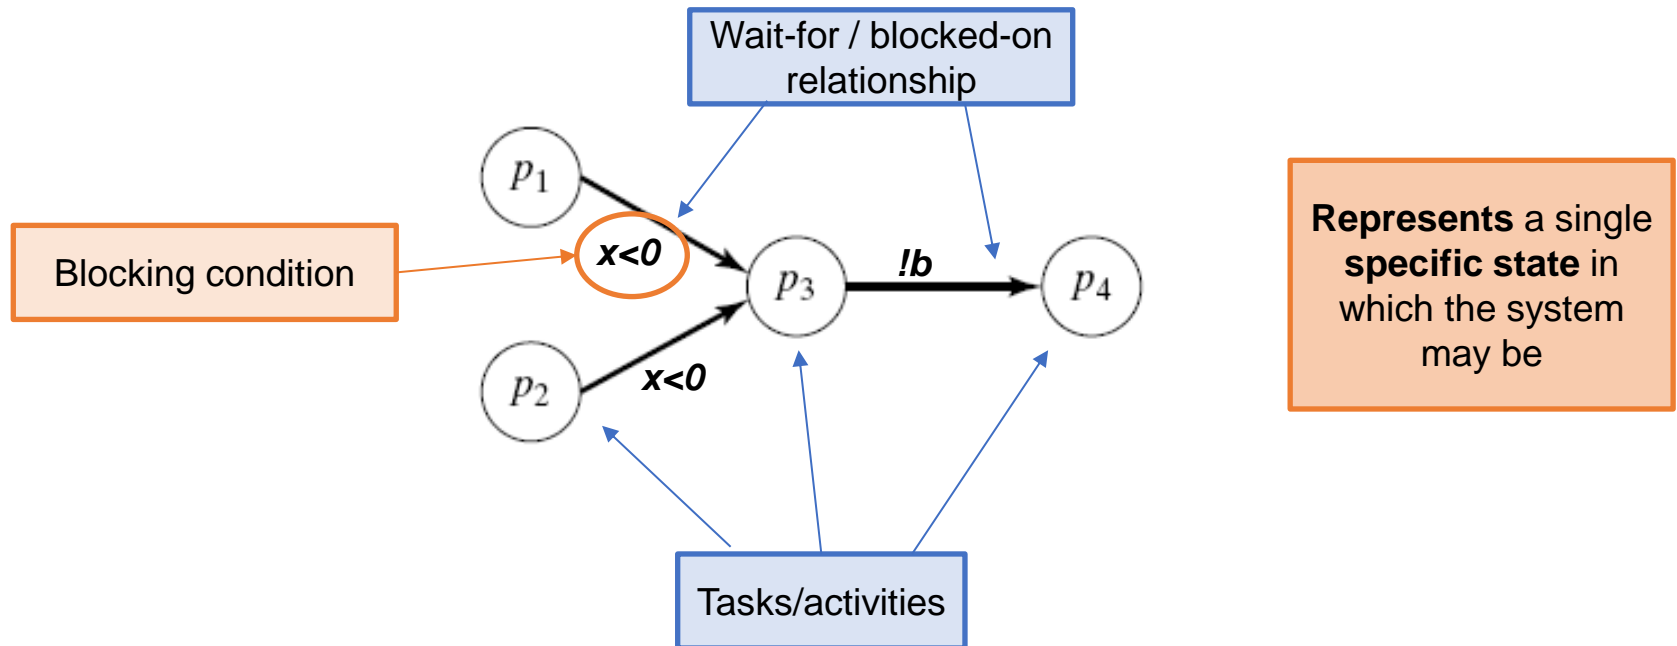 Wait-for / blocked-on
relationship
p1
Blocking condition
x<0
p3
!b
p4
p2
x<0
Tasks/activities
Represents a single
specific state in
which the system
may be